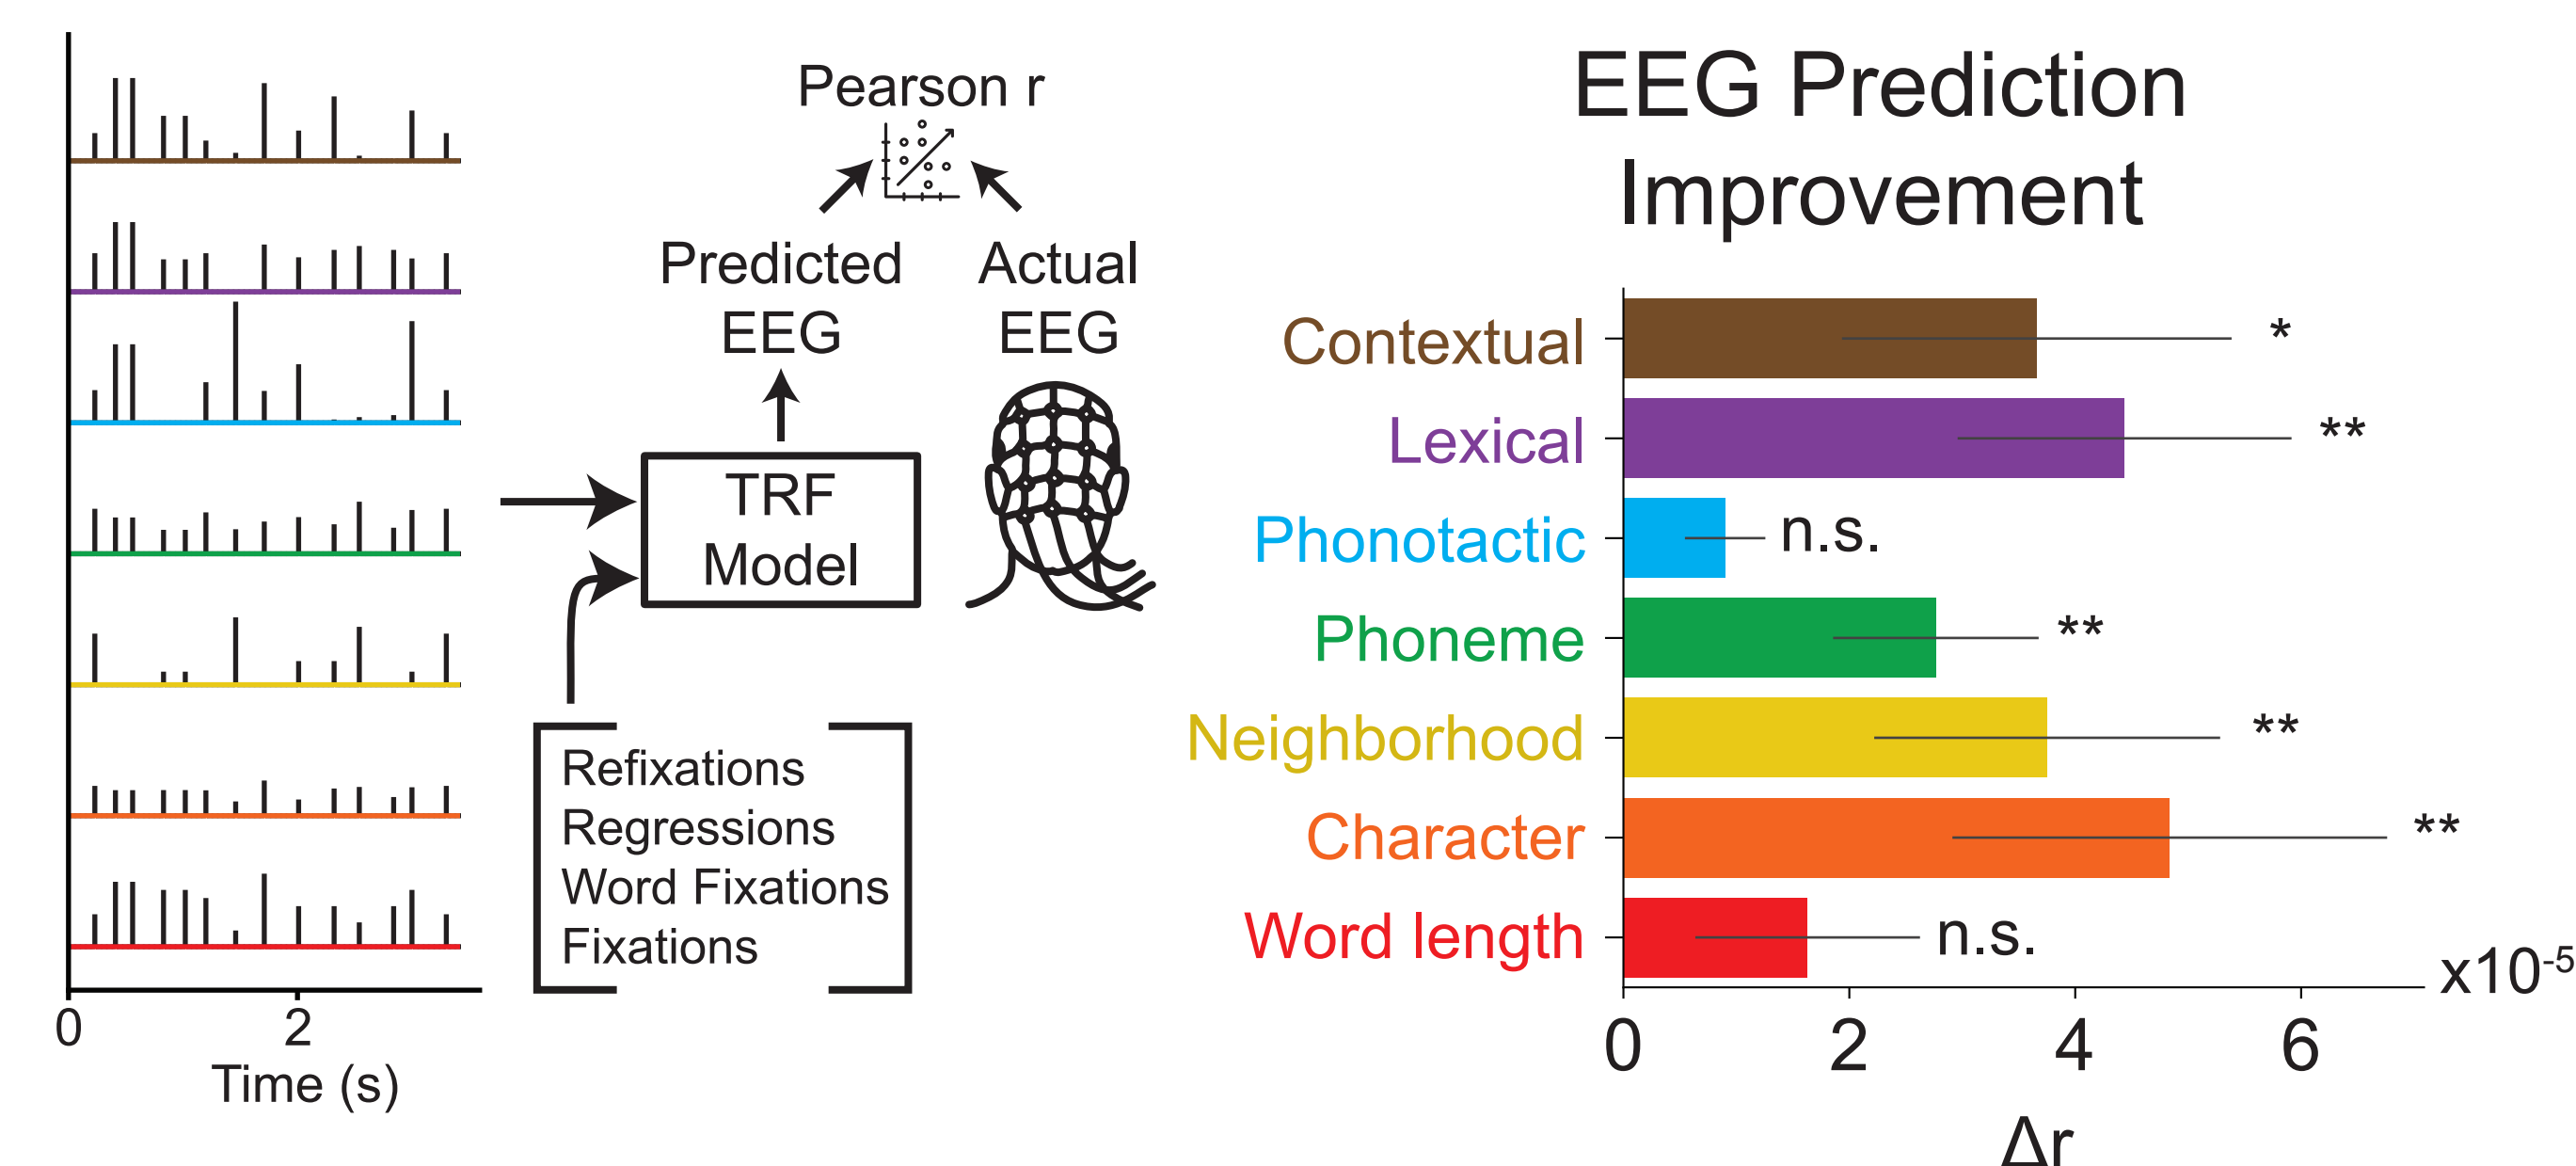 0
2
Time (s)
Pearson r
Predicted
EEG
Actual
EEG
TRF
Model
Refixations
Regressions
Word Fixations
Fixations
EEG Prediction
Improvement
Contextual
*
Lexical
**
Phonotactic
n.s.
Phoneme
**
Neighborhood
**
Character
**
Word length
n.s.
x10⁻⁵
0
2
4
6
Δr